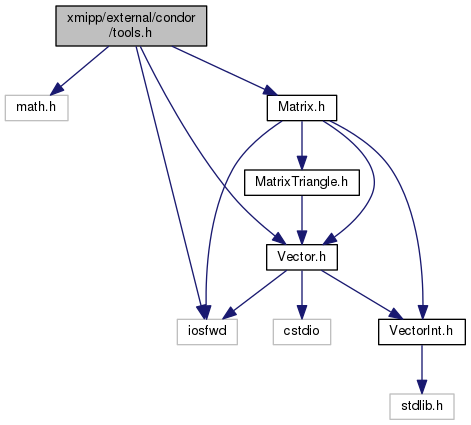 xmipp/external/condor
/tools.h
math.h
Matrix.h
MatrixTriangle.h
Vector.h
iosfwd
cstdio
VectorInt.h
stdlib.h